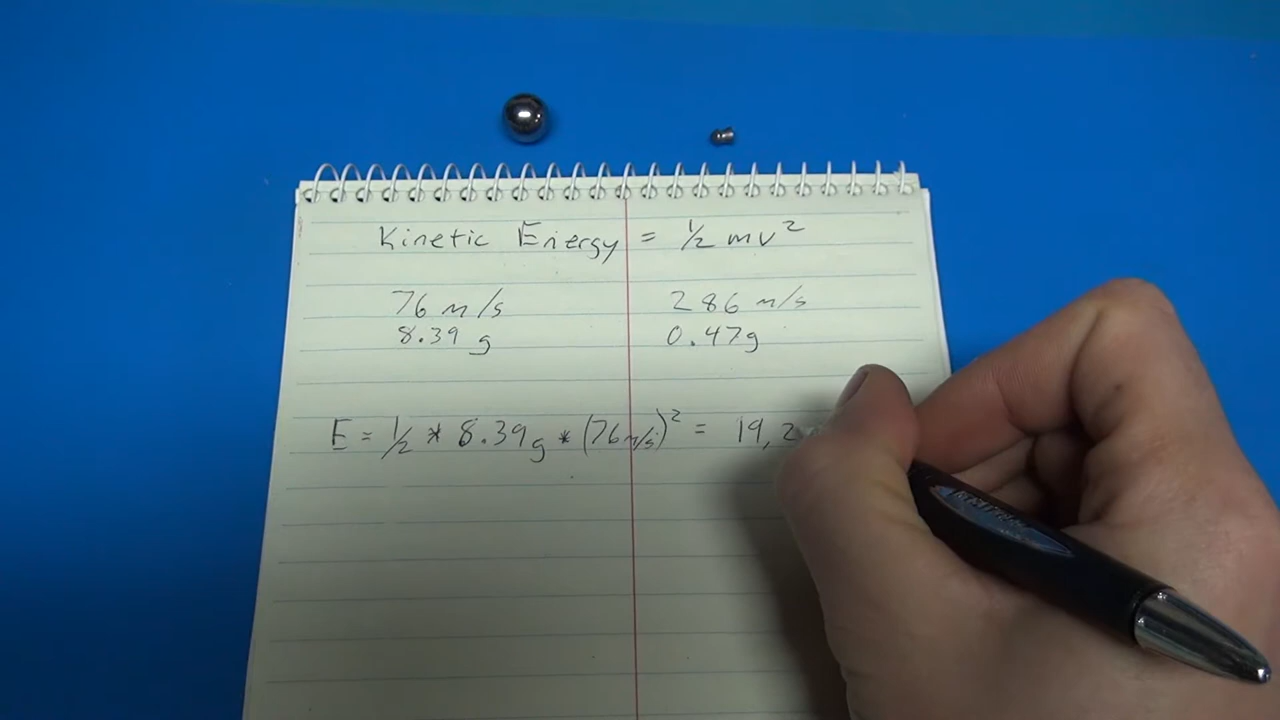 Kinetic Energy = ½ mv²
76 m/s 286 m/s
8.39 g 0.47g
E = ½ * 8.39g * (76m/s)² = 19,2